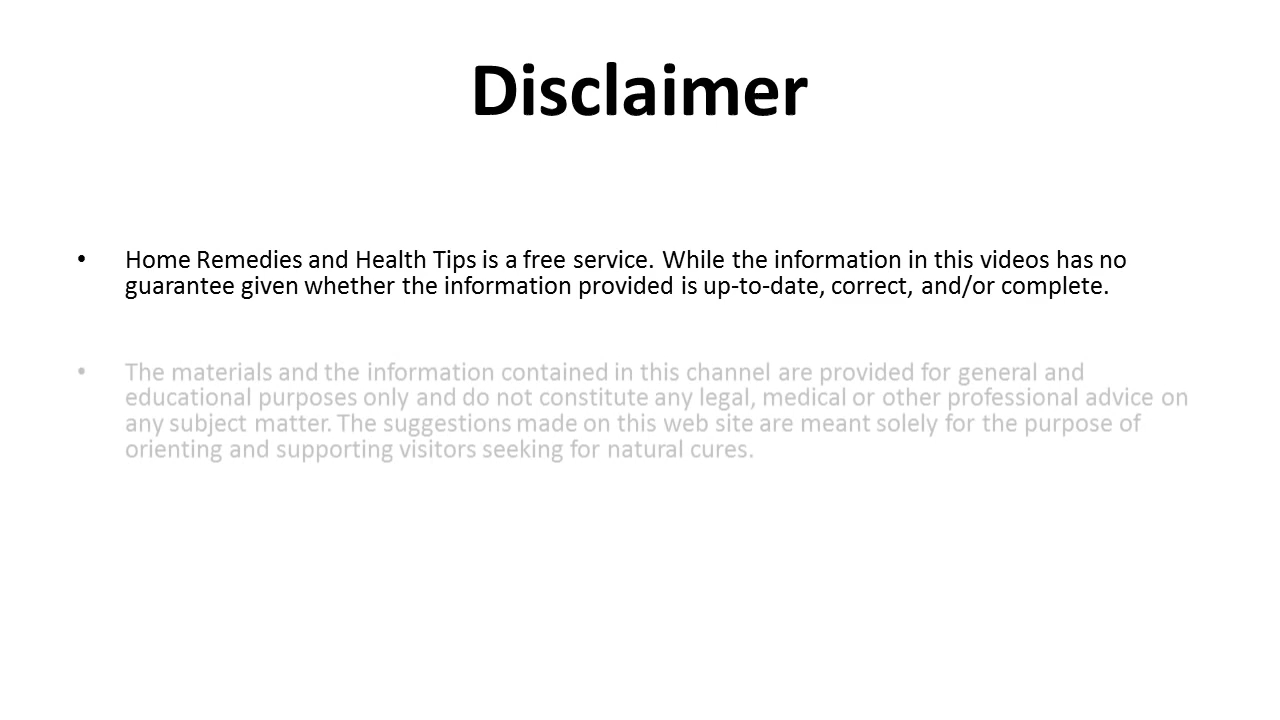 Disclaimer
• Home Remedies and Health Tips is a free service. While the information in this videos has no
guarantee given whether the information provided is up-to-date, correct, and/or complete.
• The materials and the information contained in this channel are provided for general and
educational purposes only and do not constitute any legal, medical or other professional advice on
any subject matter. The suggestions made on this web site are meant solely for the purpose of
orienting and supporting visitors seeking for natural cures.